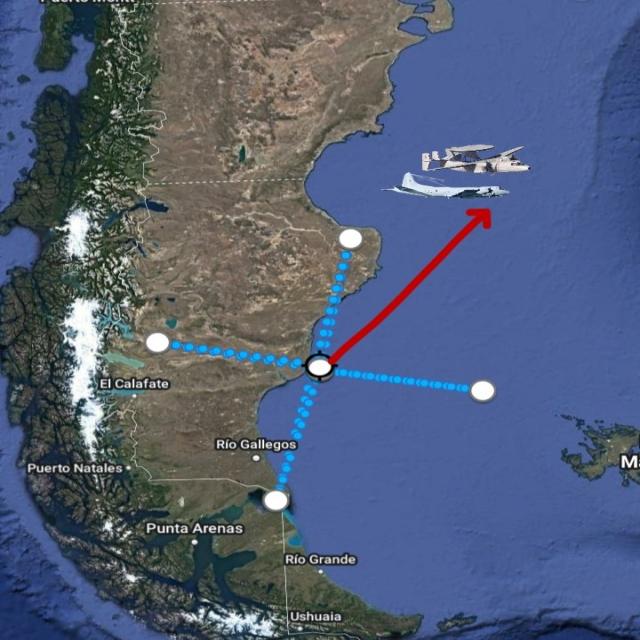 Puerto Montt
El Calafate
Río Gallegos
Puerto Natales
Punta Arenas
Río Grande
Ushuaia
Ma